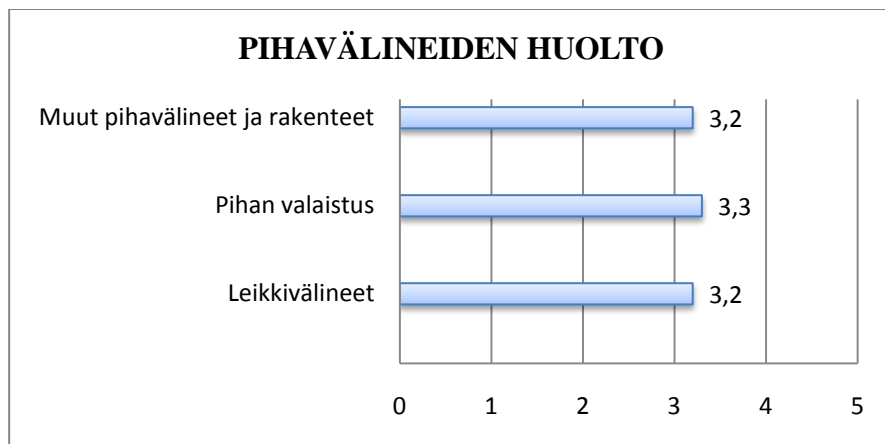 PIHAVÄLINEIDEN HUOLTO
Muut pihavälineet ja rakenteet 3,2
Pihan valaistus 3,3
Leikkivälineet 3,2
0 1 2 3 4 5